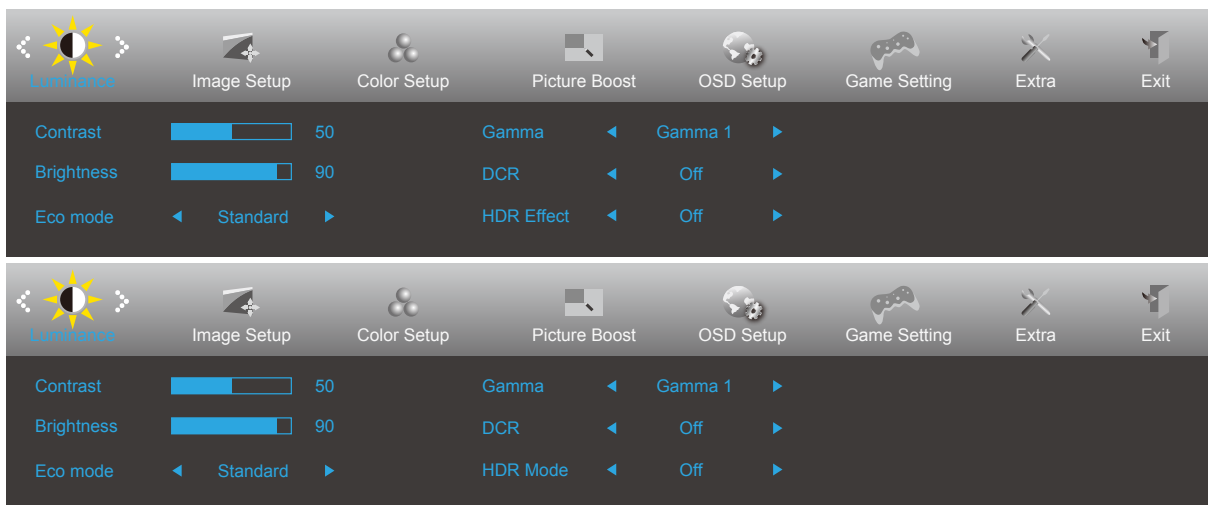 Luminance Image Setup Color Setup Picture Boost OSD Setup Game Setting Extra Exit
Contrast 50 Gamma Gamma 1
Brightness 90 DCR Off
Eco mode Standard HDR Effect Off
Luminance Image Setup Color Setup Picture Boost OSD Setup Game Setting Extra Exit
Contrast 50 Gamma Gamma 1
Brightness 90 DCR Off
Eco mode Standard HDR Mode Off